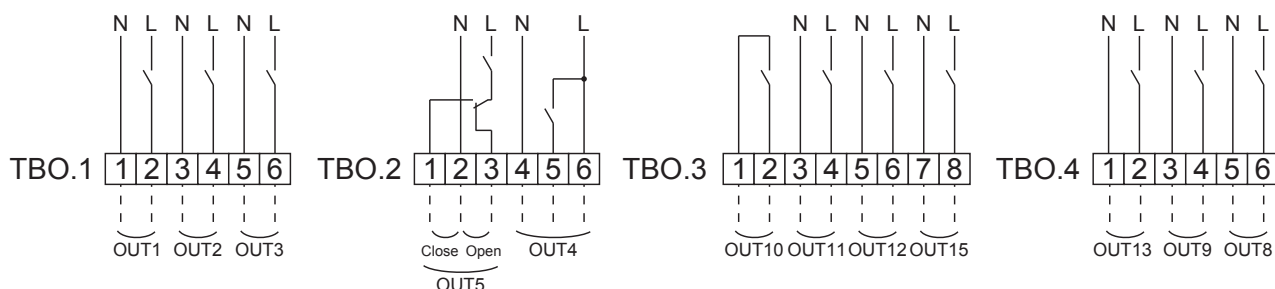 N L N L N L N L N L N L N L N L N L N L N L
TBO.1 1 2 3 4 5 6 TBO.2 1 2 3 4 5 6 TBO.3 1 2 3 4 5 6 7 8 TBO.4 1 2 3 4 5 6
OUT1 OUT2 OUT3 Close Open OUT4 OUT10 OUT11 OUT12 OUT15 OUT13 OUT9 OUT8
OUT5